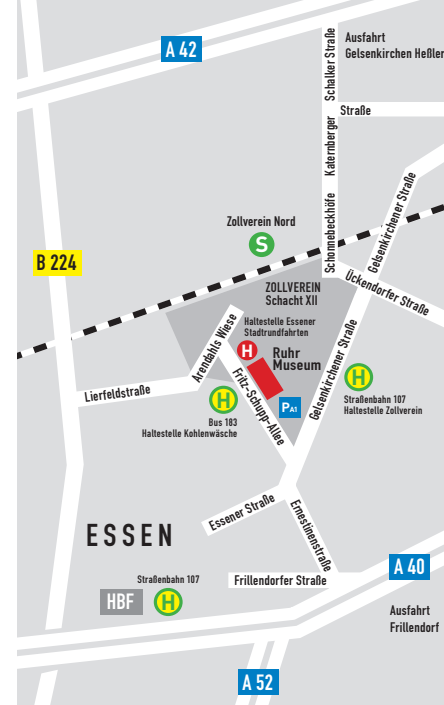 A 42
Ausfahrt
Gelsenkirchen Heßler
Schalker Straße
Straße
Katernberger
Gelsenkirchener Straße
Schonnebeckhöfe
Zollverein Nord
S
B 224
Ückendorfer Straße
ZOLLVEREIN
Schacht XII
Haltestelle Essener
Stadtrundfahrten
Arendahls Wiese
H
Ruhr
Museum
Gelsenkirchener Straße
Lierfeldstraße
H
Fritz-Schupp-Allee
PA1
H
Straßenbahn 107
Haltestelle Zollverein
Bus 183
Haltestelle Kohlenwäsche
Essener Straße
Ernestinenstraße
ESSEN
A 40
Straßenbahn 107
Frillendorfer Straße
HBF
H
Ausfahrt
Frillendorf
A 52